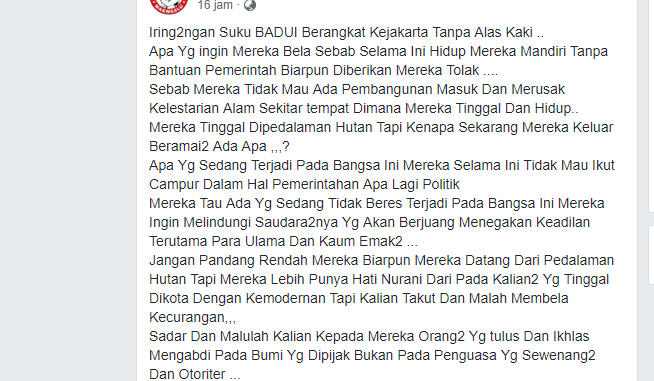 16 jam ·
Iring2ngan Suku BADUI Berangkat Kejakarta Tanpa Alas Kaki ..
Apa Yg ingin Mereka Bela Sebab Selama Ini Hidup Mereka Mandiri Tanpa
Bantuan Pemerintah Biarpun Diberikan Mereka Tolak ....
Sebab Mereka Tidak Mau Ada Pembangunan Masuk Dan Merusak
Kelestarian Alam Sekitar tempat Dimana Mereka Tinggal Dan Hidup..
Mereka Tinggal Dipedalaman Hutan Tapi Kenapa Sekarang Mereka Keluar
Beramai2 Ada Apa ,,,?
Apa Yg Sedang Terjadi Pada Bangsa Ini Mereka Selama Ini Tidak Mau Ikut
Campur Dalam Hal Pemerintahan Apa Lagi Politik
Mereka Tau Ada Yg Sedang Tidak Beres Terjadi Pada Bangsa Ini Mereka
Ingin Melindungi Saudara2nya Yg Akan Berjuang Menegakan Keadilan
Terutama Para Ulama Dan Kaum Emak2 ...
Jangan Pandang Rendah Mereka Biarpun Mereka Datang Dari Pedalaman
Hutan Tapi Mereka Lebih Punya Hati Nurani Dari Pada Kalian2 Yg Tinggal
Dikota Dengan Kemodernan Tapi Kalian Takut Dan Malah Membela
Kecurangan,,,
Sadar Dan Malulah Kalian Kepada Mereka Orang2 Yg tulus Dan Ikhlas
Mengabdi Pada Bumi Yg Dipijak Bukan Pada Penguasa Yg Sewenang2
Dan Otoriter ...